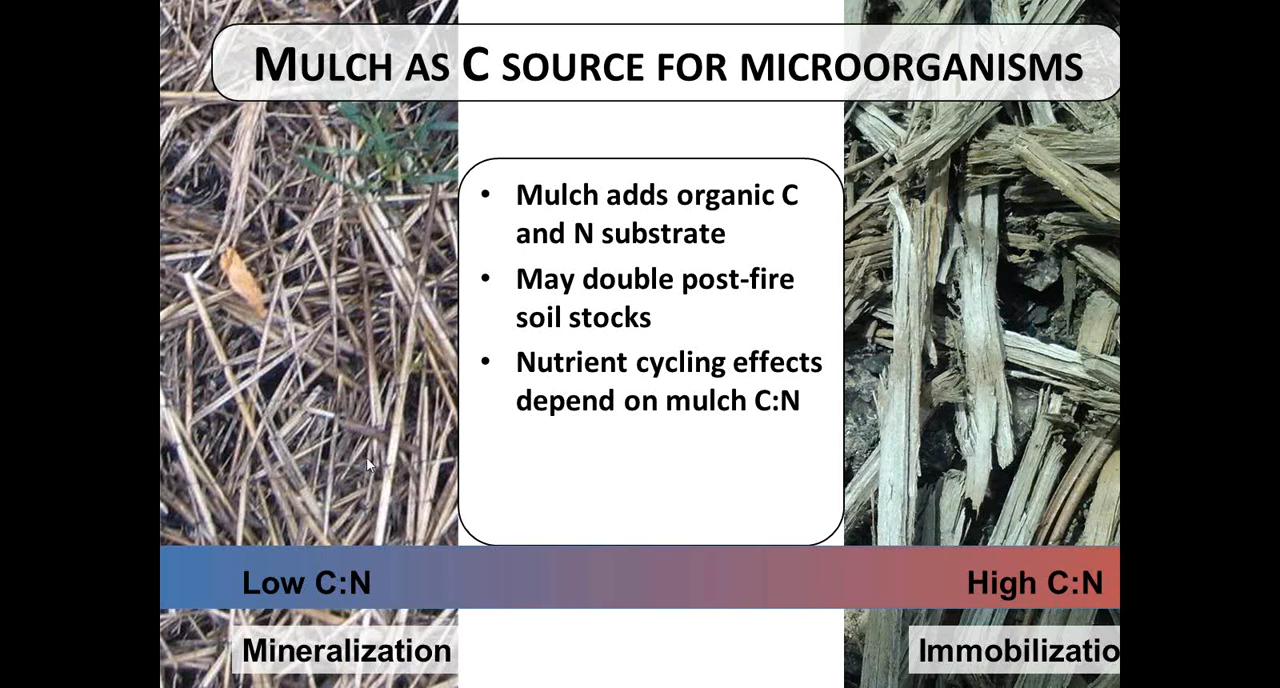 MULCH AS C SOURCE FOR MICROORGANISMS
• Mulch adds organic C
and N substrate
• May double post-fire
soil stocks
• Nutrient cycling effects
depend on mulch C:N
Low C:N
High C:N
Mineralization
Immobilizatio